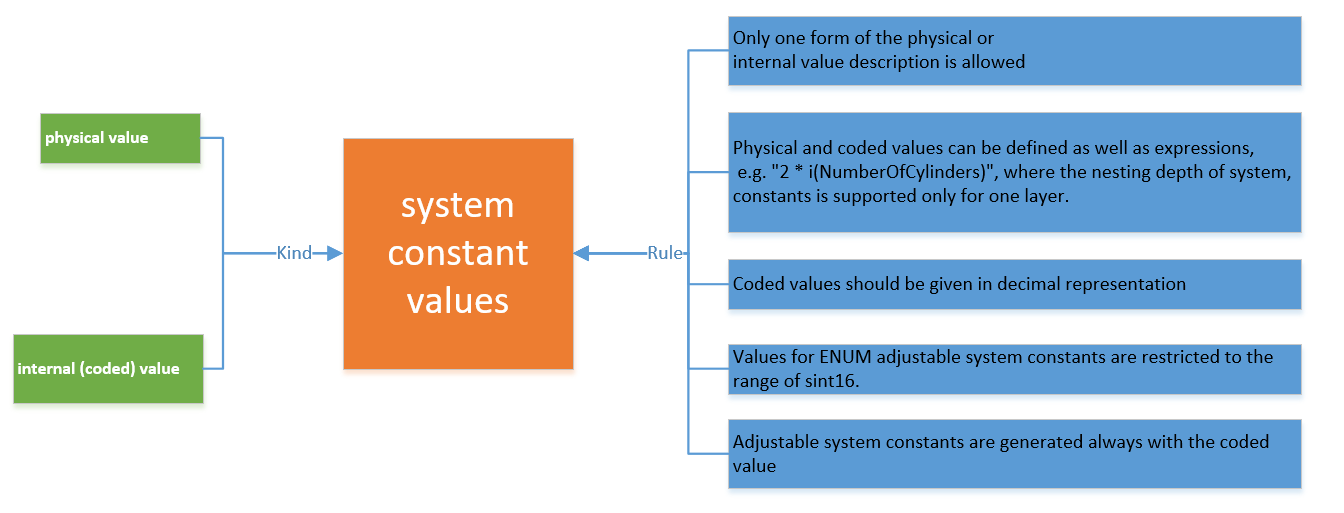 physical value
internal (coded) value
Kind
system
constant
values
Rule
Only one form of the physical or
internal value description is allowed
Physical and coded values can be defined as well as expressions,
e.g. "2 * i(NumberOfCylinders)", where the nesting depth of system,
constants is supported only for one layer.
Coded values should be given in decimal representation
Values for ENUM adjustable system constants are restricted to the
range of sint16.
Adjustable system constants are generated always with the coded
value